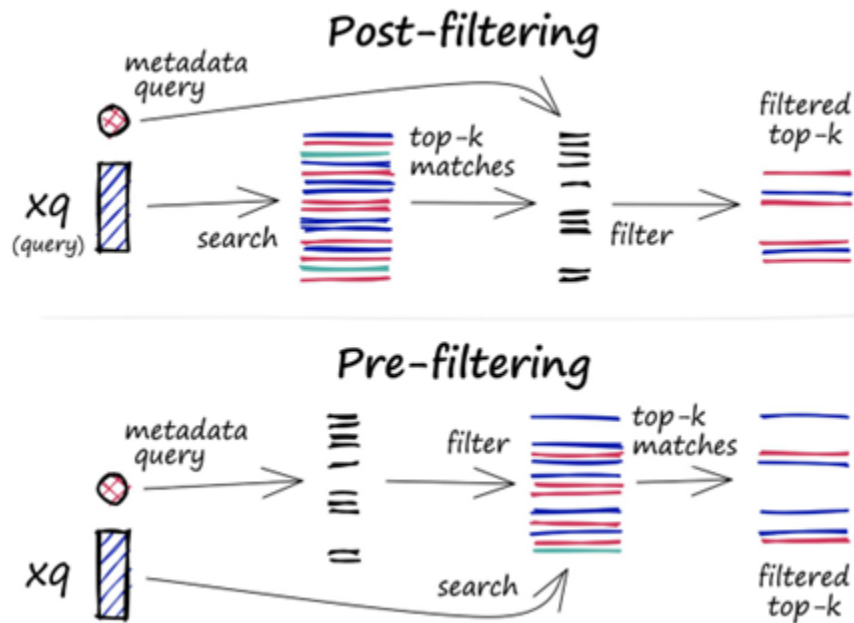 Post-filtering
metadata
query
top-k
matches
filtered
top-k
xq
(query)
search
filter
Pre-filtering
metadata
query
filter
top-k
matches
xq
search
filtered
top-k